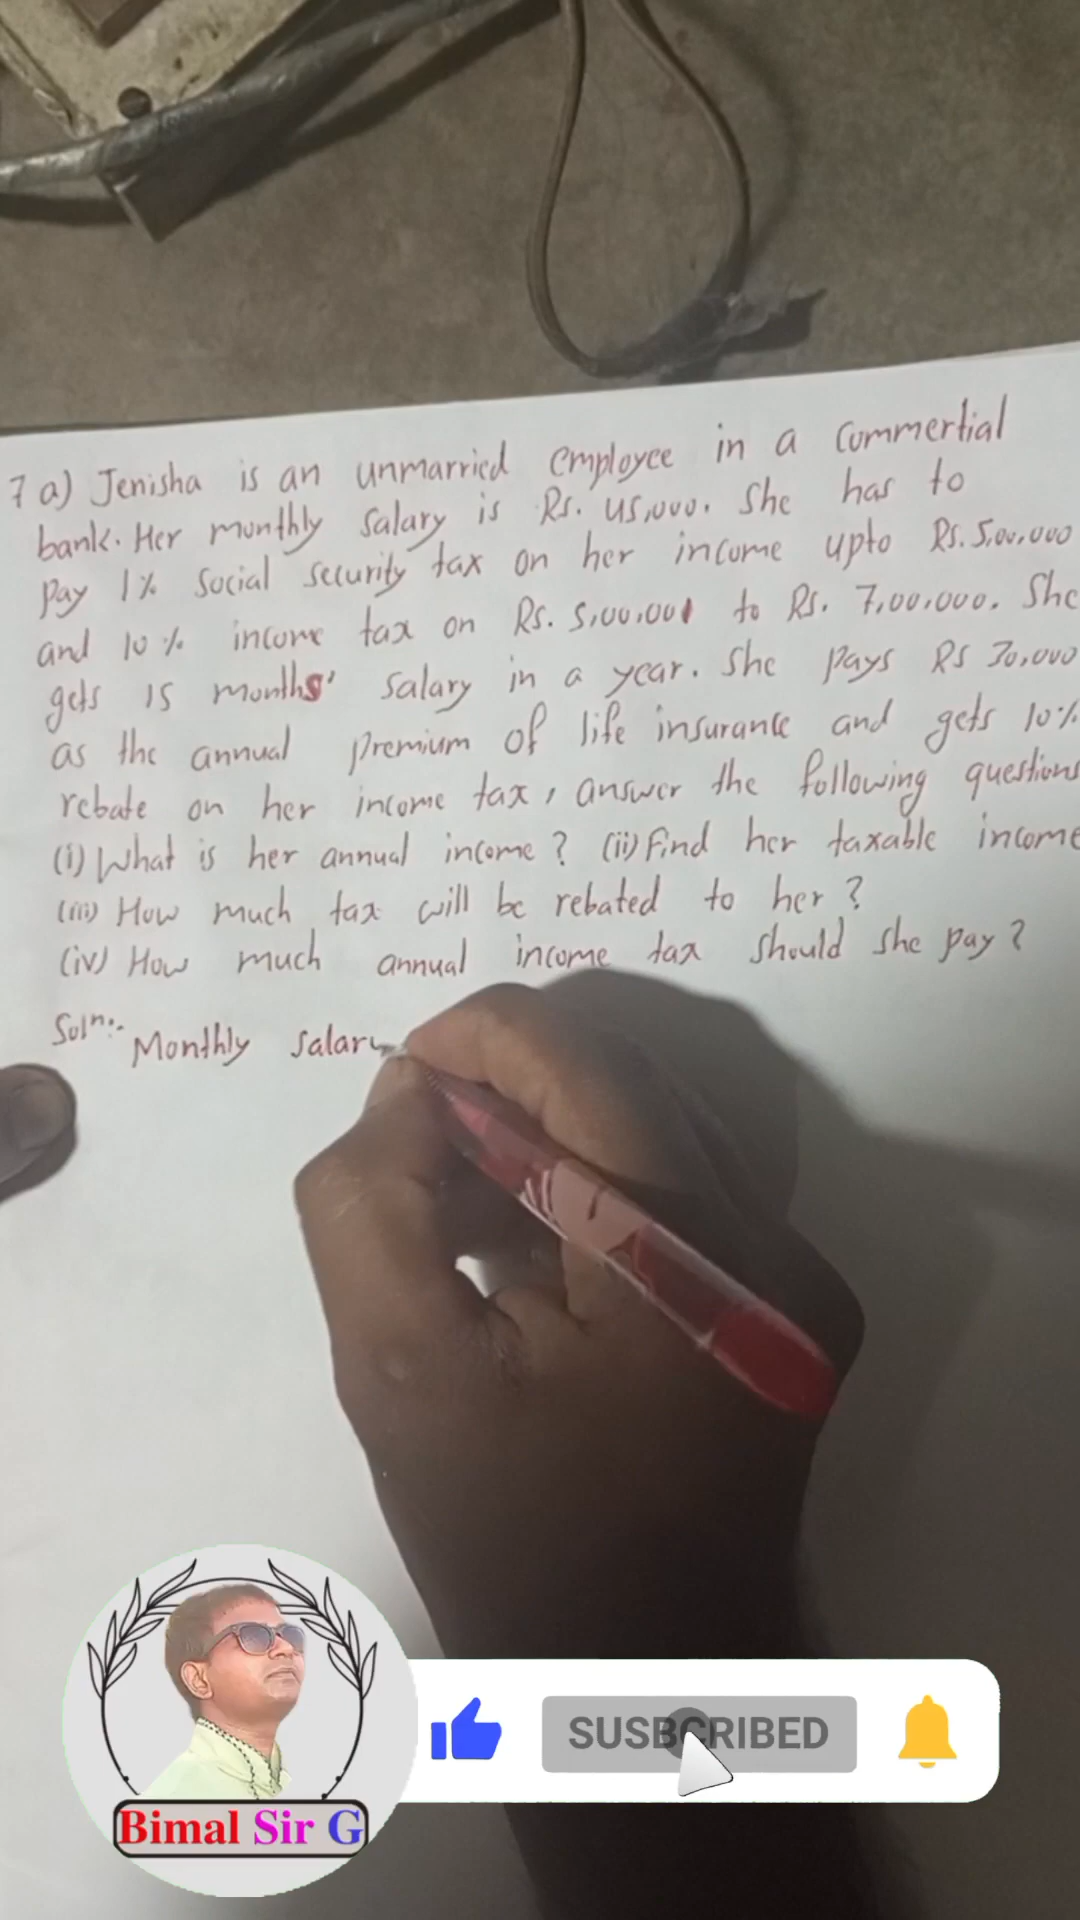 7 a) Jenisha is an unmarried employee in a commertial
bank. Her monthly salary is Rs. 45,000. She has to
pay 1% social security tax on her income upto Rs. 5,00,000
and 10% income tax on Rs. 5,00,001 to Rs. 7,00,000. She
gets 15 months' salary in a year. She pays Rs 30,000
as the annual premium of life insurance and gets 10%
rebate on her income tax, answer the following questions
(i) What is her annual income? (ii) Find her taxable income
(iii) How much tax will be rebated to her?
(iv) How much annual income tax should she pay?
Soln:-
Monthly salary
SUSBCRIBED
Bimal Sir G